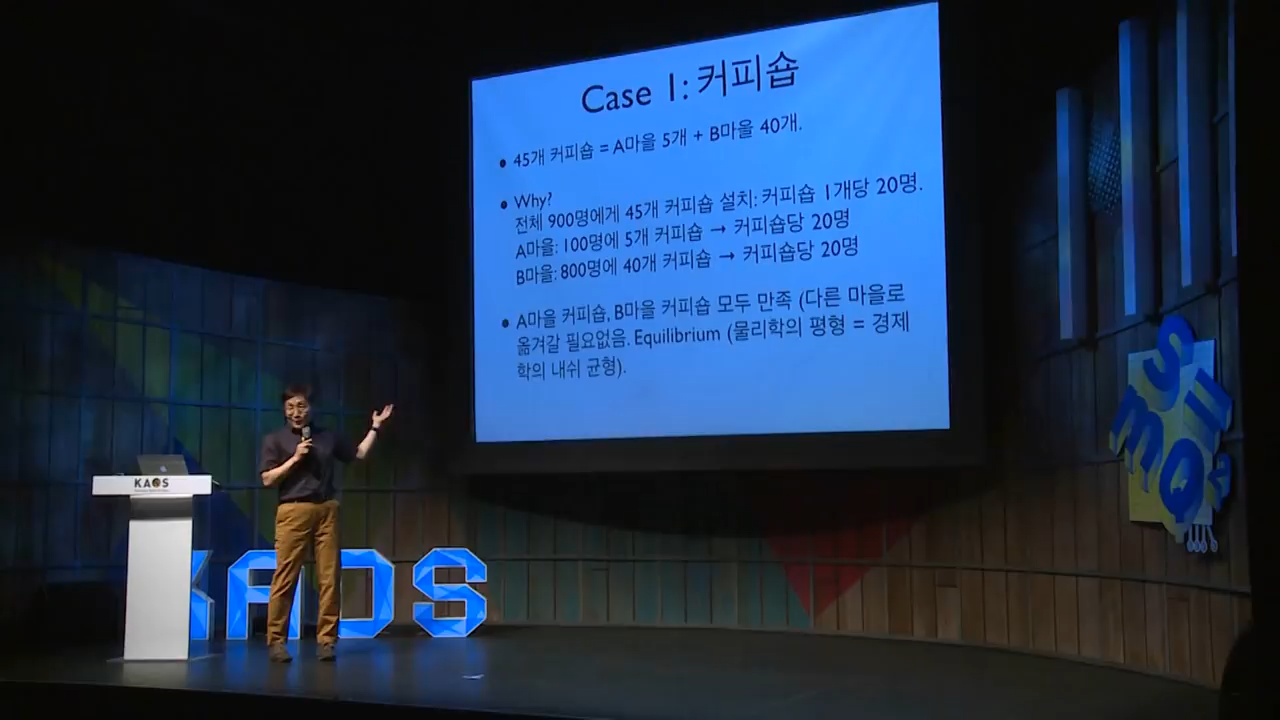 Case 1: 커피숍
• 45개 커피숍 = A마을 5개 + B마을 40개.
• Why?
전체 900명에게 45개 커피숍 설치: 커피숍 1개당 20명.
A마을: 100명에 5개 커피숍 → 커피숍당 20명
B마을: 800명에 40개 커피숍 → 커피숍당 20명
• A마을 커피숍, B마을 커피숍 모두 만족 (다른 마을로
옮겨갈 필요없음. Equilibrium (물리학의 평형 = 경제
학의 내쉬 균형).
KAOS
KAOS